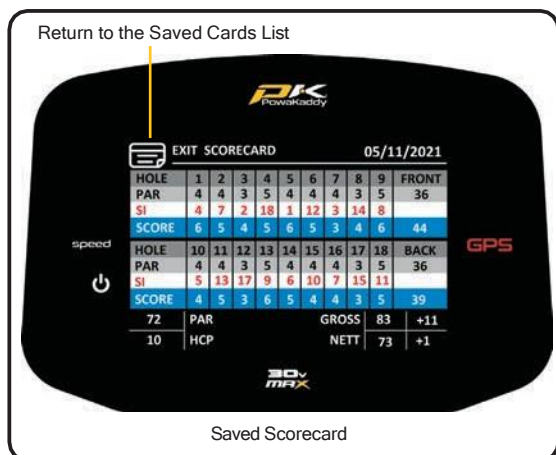 Return to the Saved Cards List
PK
PowaKaddy
EXIT SCORECARD 05/11/2021
HOLE 1 2 3 4 5 6 7 8 9 FRONT
PAR 4 4 3 5 4 4 4 3 5 36
SI 4 7 2 18 1 12 3 14 8
SCORE 6 5 4 5 6 5 3 4 6 44
speed
GPS
HOLE 10 11 12 13 14 15 16 17 18 BACK
PAR 4 4 3 5 4 4 4 3 5 36
SI 5 13 17 9 6 10 7 15 11
SCORE 4 5 3 6 5 4 4 3 5 39
72 PAR GROSS 83 +11
10 HCP NETT 73 +1
30v
MAX
Saved Scorecard